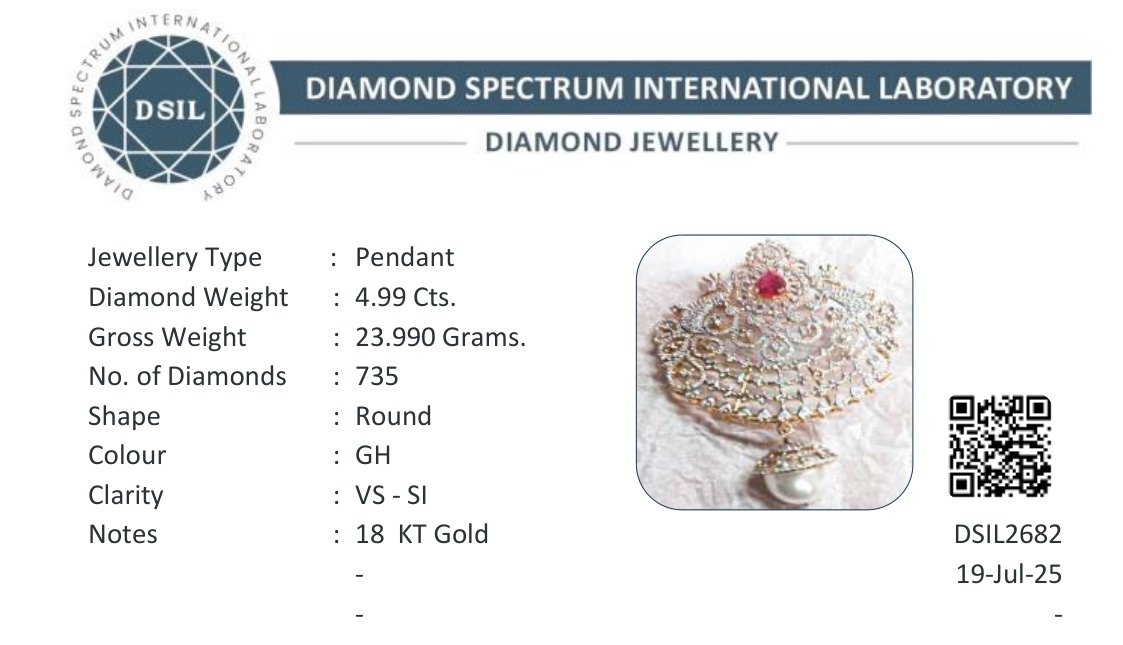 DIAMOND SPECTRUM INTERNATIONAL LABORATORY
DSIL
DIAMOND SPECTRUM INTERNATIONAL LABORATORY
DIAMOND JEWELLERY
Jewellery Type : Pendant
Diamond Weight : 4.99 Cts.
Gross Weight : 23.990 Grams.
No. of Diamonds : 735
Shape : Round
Colour : GH
Clarity : VS - SI
Notes : 18 KT Gold
-
-
DSIL2682
19-Jul-25
-